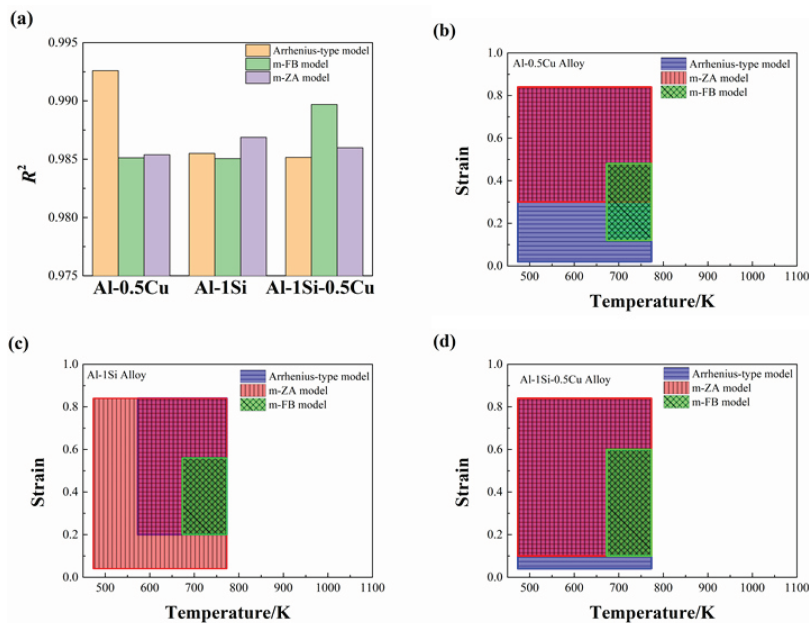 (a)
0.995
0.990
0.985
0.980
0.975
R²
Arrhenius-type model
m-FB model
m-ZA model
Al-0.5Cu Al-1Si Al-1Si-0.5Cu
(b)
Al-0.5Cu Alloy
Arrhenius-type model
m-ZA model
m-FB model
1.0
0.8
0.6
0.4
0.2
0.0
Strain
500 600 700 800 900 1000 1100
Temperature/K
(c)
Al-1Si Alloy
Arrhenius-type model
m-ZA model
m-FB model
1.0
0.8
0.6
0.4
0.2
0.0
Strain
500 600 700 800 900 1000 1100
Temperature/K
(d)
Al-1Si-0.5Cu Alloy
Arrhenius-type model
m-ZA model
m-FB model
1.0
0.8
0.6
0.4
0.2
0.0
Strain
500 600 700 800 900 1000 1100
Temperature/K